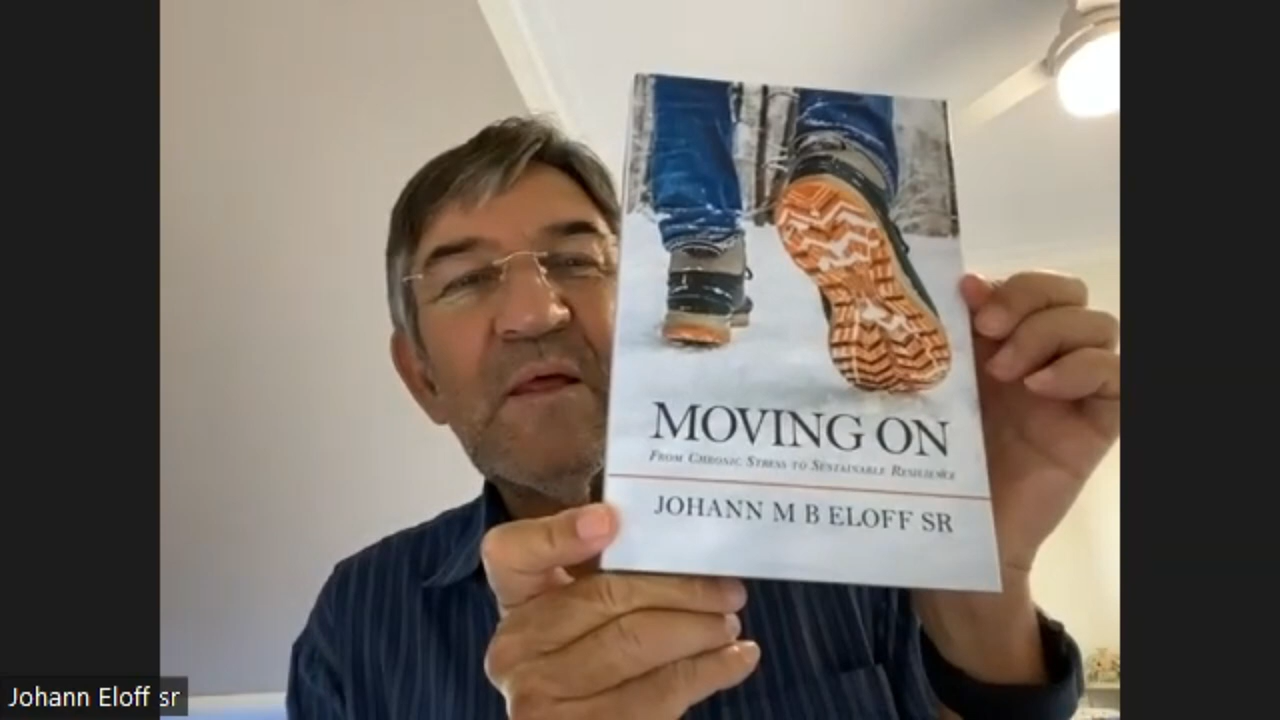 MOVING ON
FROM CHRONIC STRESS TO SUSTAINABLE RESILIENCE
JOHANN M B ELOFF SR
Johann Eloff sr